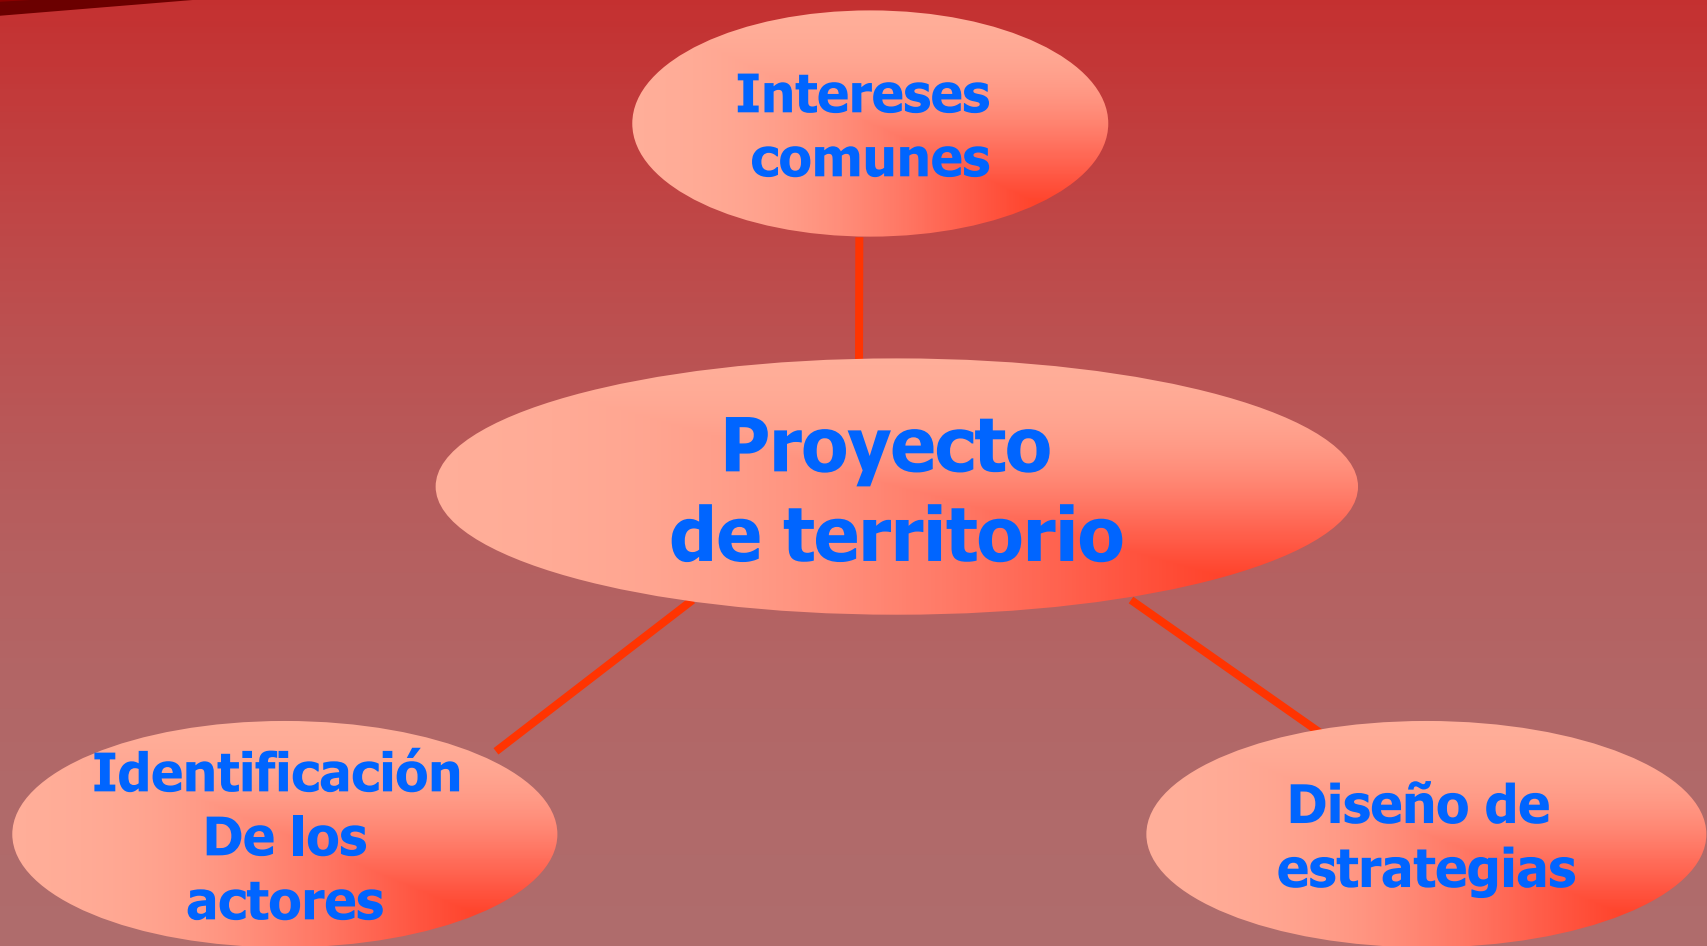 Intereses
comunes
Proyecto
de territorio
Identificación
De los
actores
Diseño de
estrategias